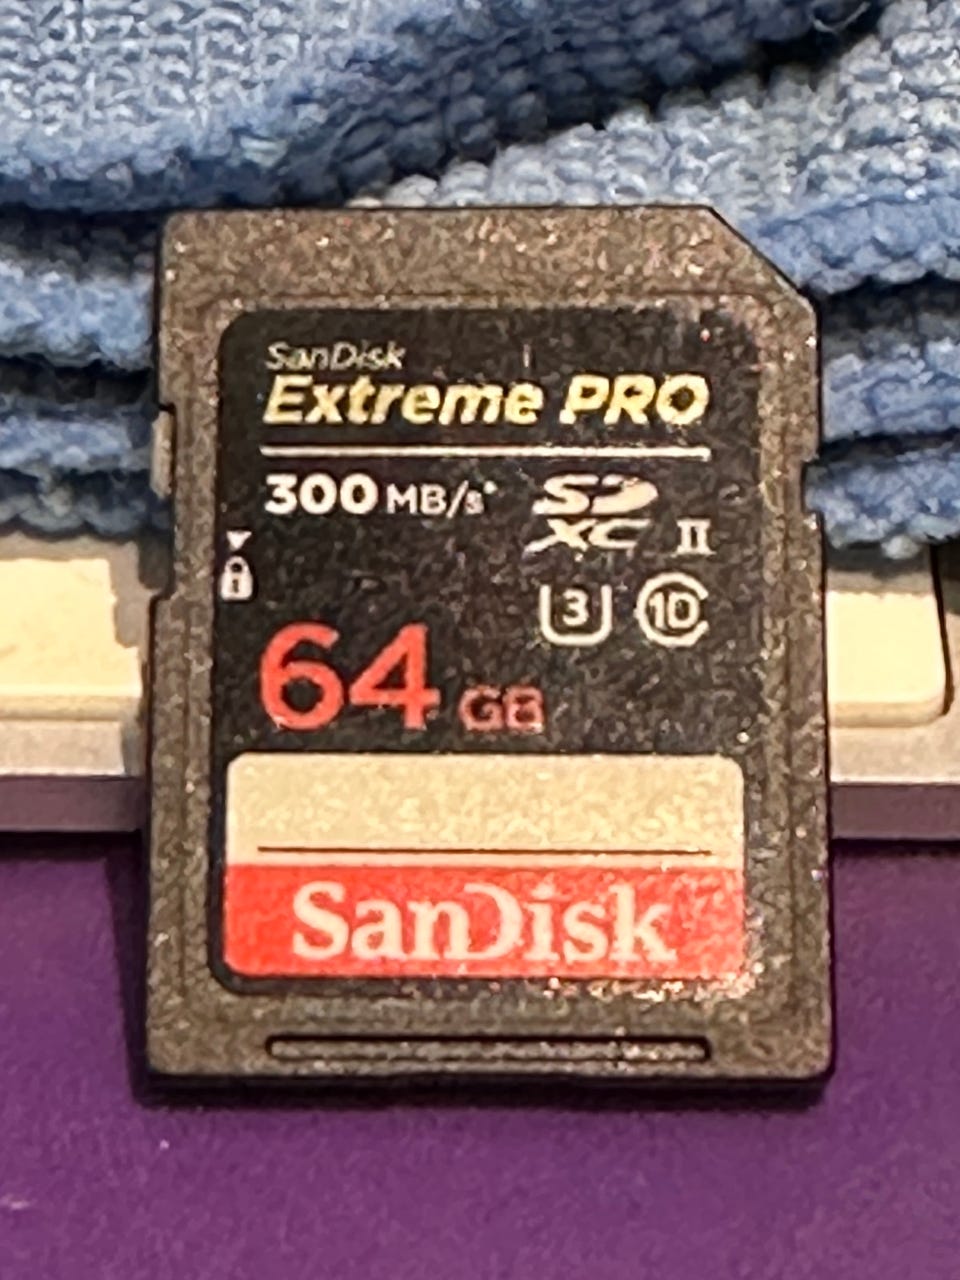 SanDisk
Extreme PRO
300 MB/s*
SD
XC II
3 10
64 GB
SanDisk